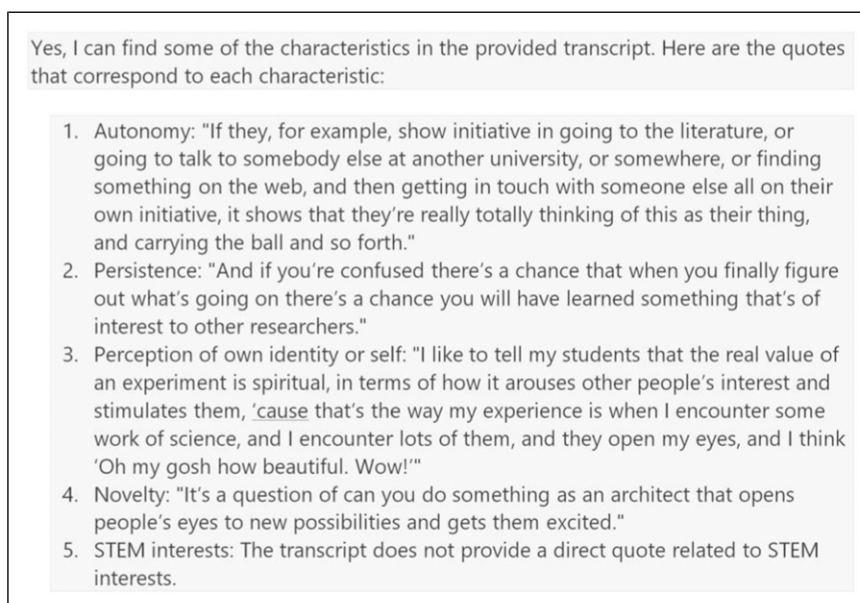 Yes, I can find some of the characteristics in the provided transcript. Here are the quotes
that correspond to each characteristic:
1. Autonomy: "If they, for example, show initiative in going to the literature, or
going to talk to somebody else at another university, or somewhere, or finding
something on the web, and then getting in touch with someone else all on their
own initiative, it shows that they're really totally thinking of this as their thing,
and carrying the ball and so forth."
2. Persistence: "And if you're confused there's a chance that when you finally figure
out what's going on there's a chance you will have learned something that's of
interest to other researchers."
3. Perception of own identity or self: "I like to tell my students that the real value of
an experiment is spiritual, in terms of how it arouses other people's interest and
stimulates them, 'cause that's the way my experience is when I encounter some
work of science, and I encounter lots of them, and they open my eyes, and I think
'Oh my gosh how beautiful. Wow!'"
4. Novelty: "It's a question of can you do something as an architect that opens
people's eyes to new possibilities and gets them excited."
5. STEM interests: The transcript does not provide a direct quote related to STEM
interests.